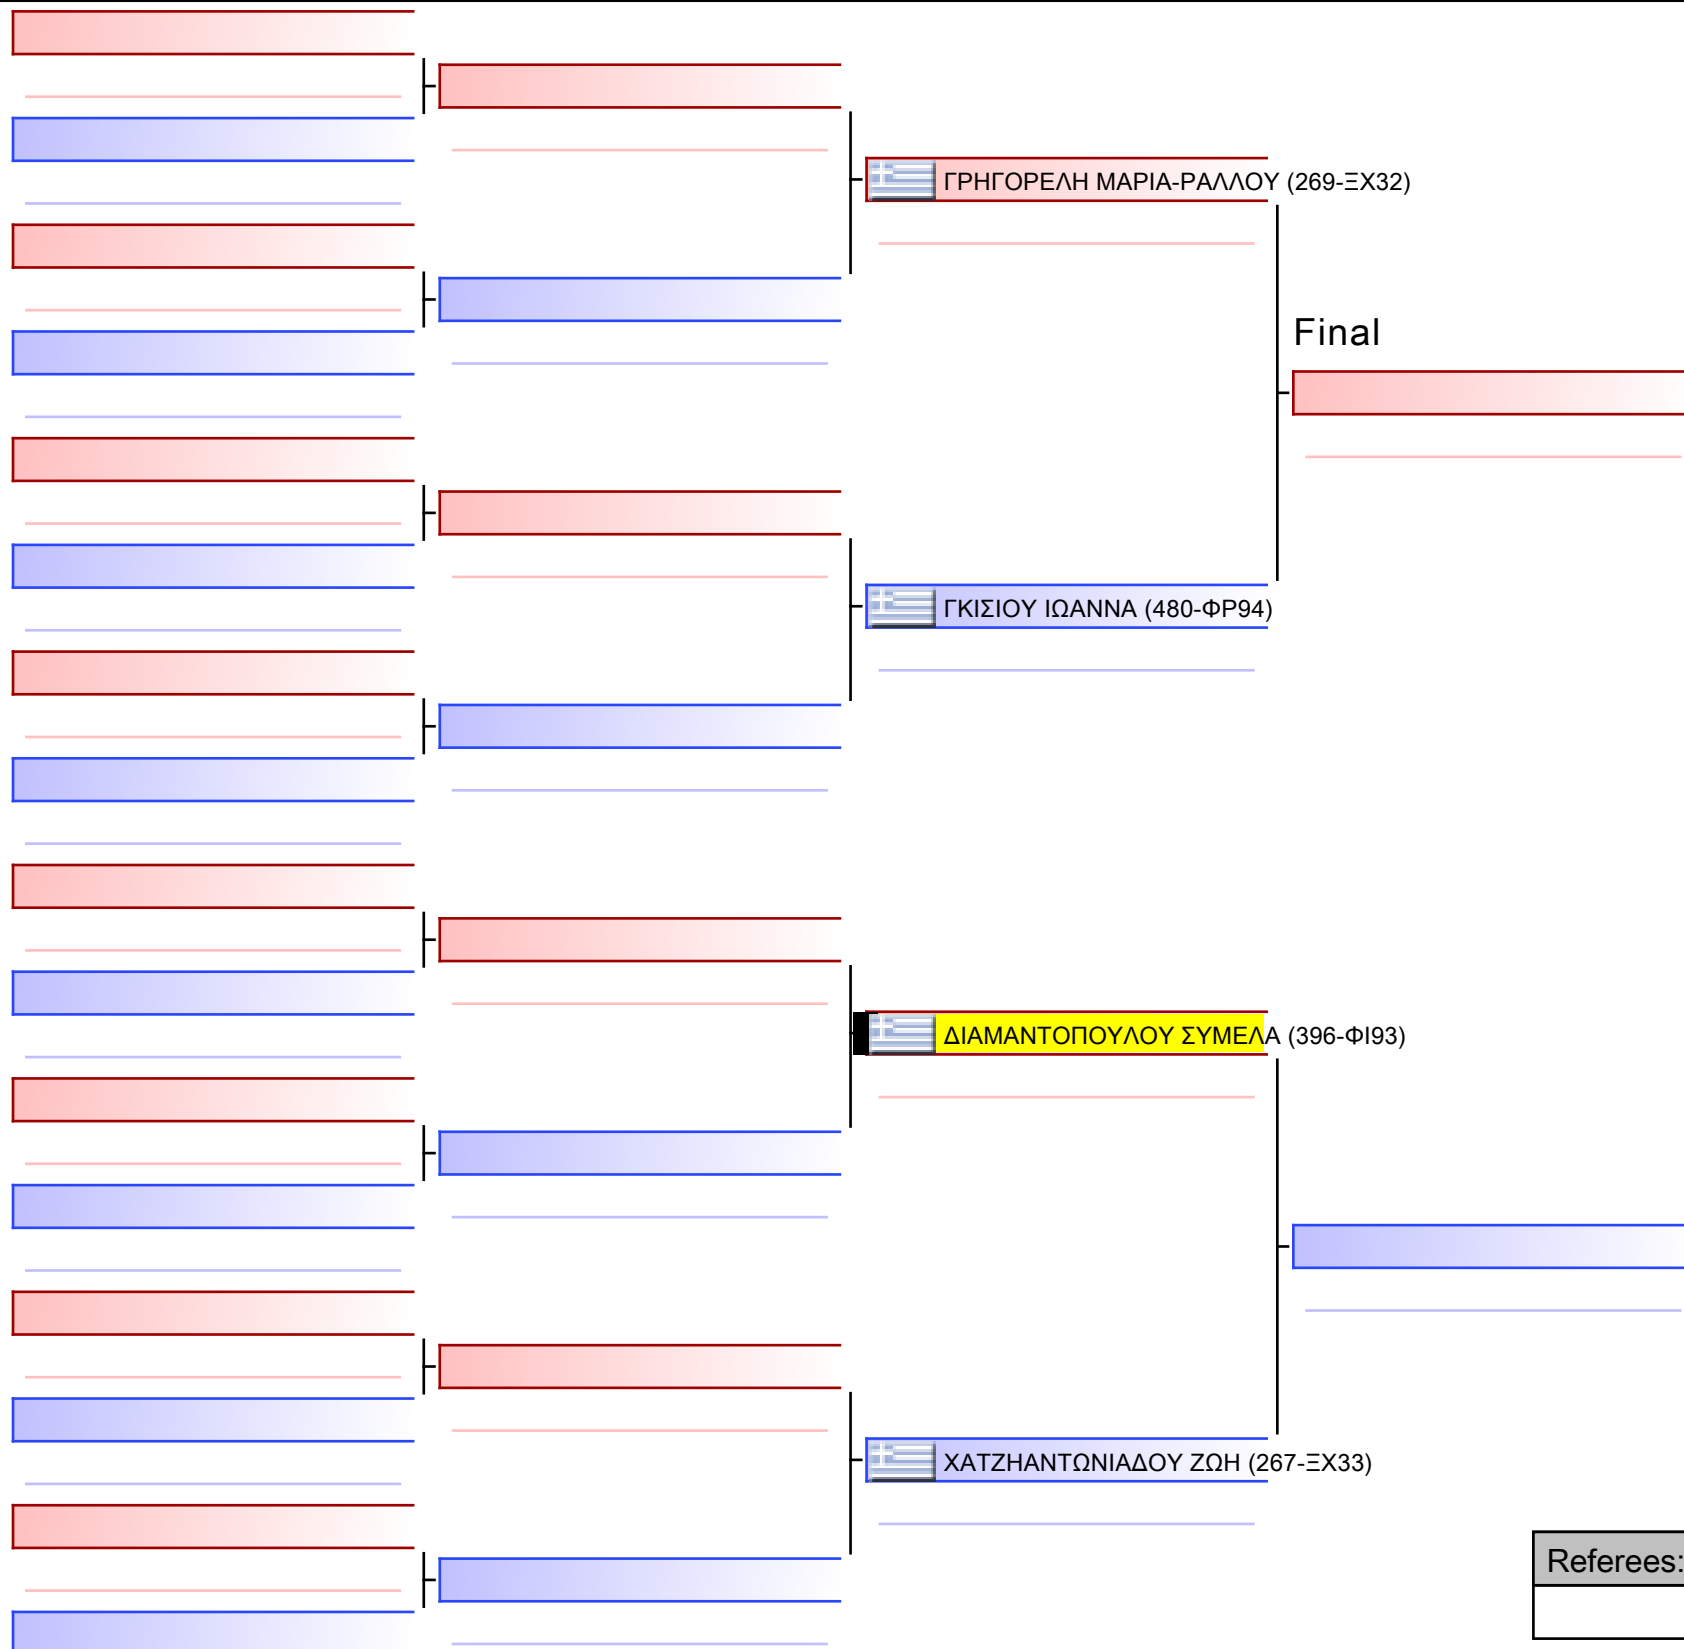 ΓΡΗΓΟΡΕΛΗ ΜΑΡΙΑ-ΡΑΛΛΟΥ (269-ΞΧ32)
Final
ΓΚΙΣΙΟΥ ΙΩΑΝΝΑ (480-ΦΡ94)
ΔΙΑΜΑΝΤΟΠΟΥΛΟΥ ΣΥΜΕΛΑ (396-ΦΙ93)
ΧΑΤΖΗΑΝΤΩΝΙΑΔΟΥ ΖΩΗ (267-ΞΧ33)
Referees: